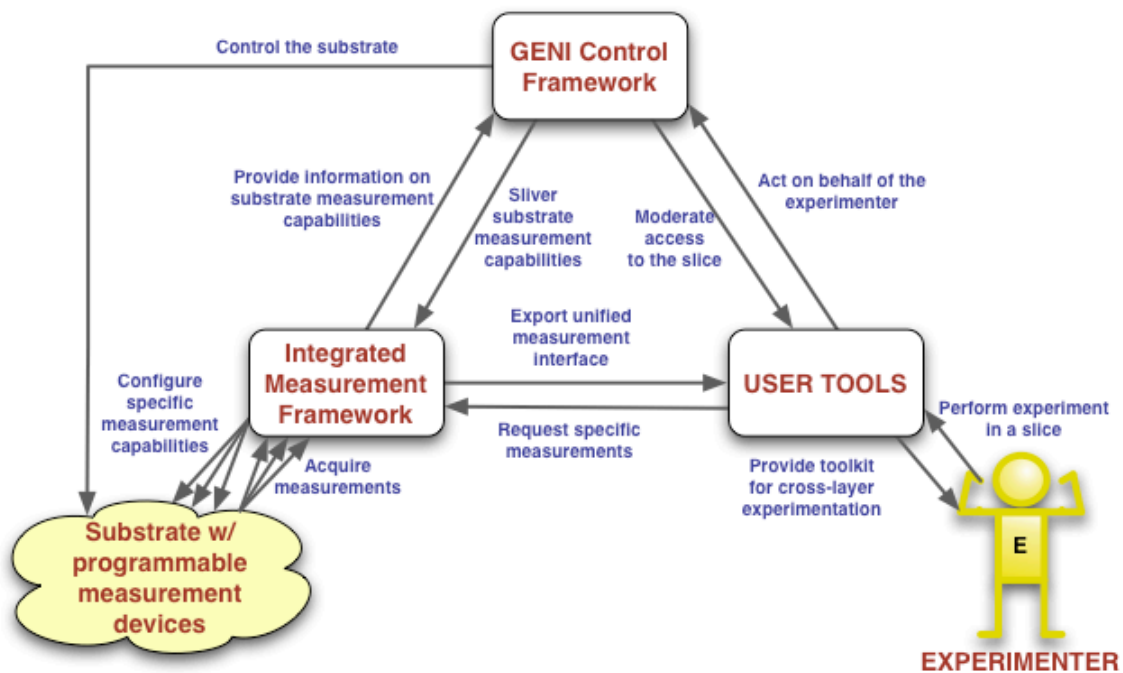 Control the substrate
GENI Control
Framework
Provide information on
substrate measurement
capabilities
Sliver
substrate
measurement
capabilities
Moderate
access
to the slice
Act on behalf of the
experimenter
Export unified
measurement
interface
Integrated
Measurement
Framework
USER TOOLS
Configure
specific
measurement
capabilities
Acquire
measurements
Request specific
measurements
Perform experiment
in a slice
Provide toolkit
for cross-layer
experimentation
Substrate w/
programmable
measurement
devices
E
EXPERIMENTER